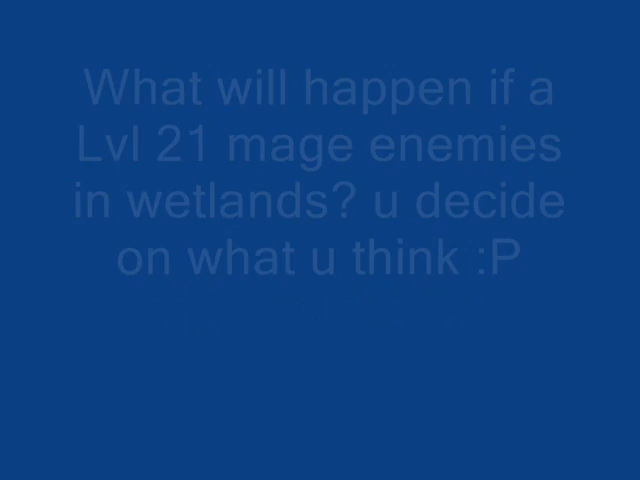 What will happen if a
Lvl 21 mage enemies
in wetlands? u decide
on what u think :P